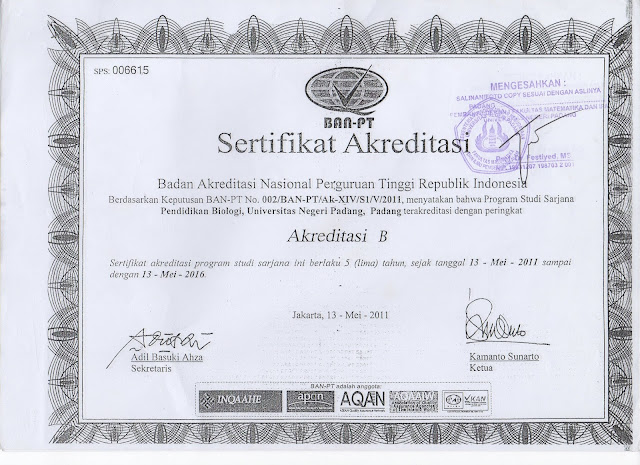 SPS: 006615
BAN-PT
MENGESAHKAN :
SALINAN/FOTO COPY SESUAI DENGAN ASLINYA
PADANG
Sertifikat Akreditasi
Badan Akreditasi Nasional Perguruan Tinggi Republik Indonesia
Berdasarkan Keputusan BAN-PT No. 002/BAN-PT/Ak-XIV/S1/V/2011, menyatakan bahwa Program Studi Sarjana
Pendidikan Biologi, Universitas Negeri Padang, Padang terakreditasi dengan peringkat
Akreditasi B
Sertifikat akreditasi program studi sarjana ini berlaku 5 (lima) tahun, sejak tanggal 13 - Mei - 2011 sampai
dengan 13 - Mei - 2016.
Jakarta, 13 - Mei - 2011
Adil Basuki Ahza
Sekretaris
Kamanto Sunarto
Ketua
BAN-PT adalah anggota:
INQAAHE
apqn
AQAN
KAN